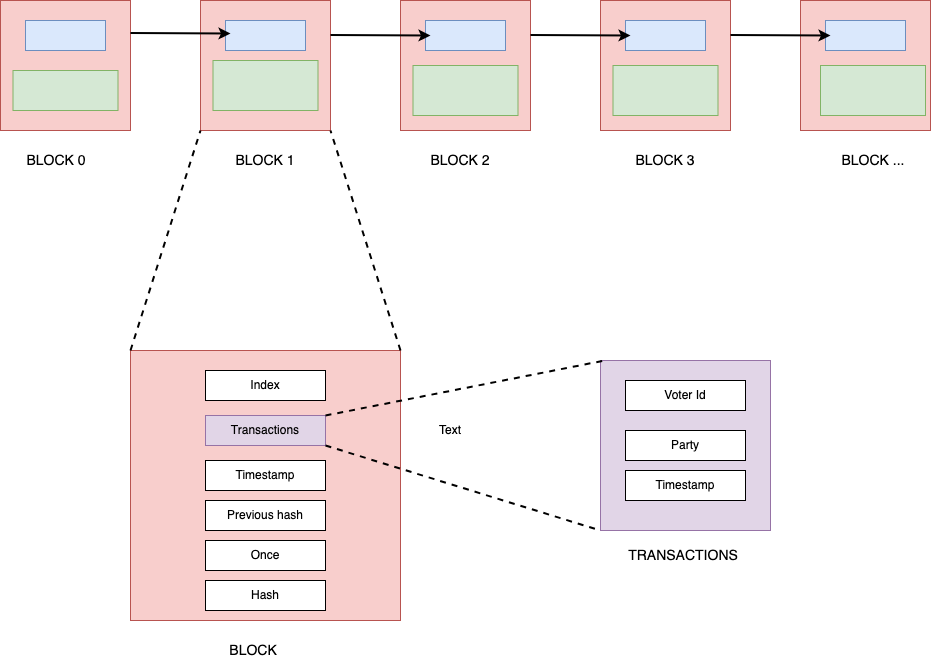 BLOCK 0
BLOCK 1
BLOCK 2
BLOCK 3
BLOCK ...
Index
Transactions
Timestamp
Previous hash
Once
Hash
BLOCK
Text
Voter Id
Party
Timestamp
TRANSACTIONS